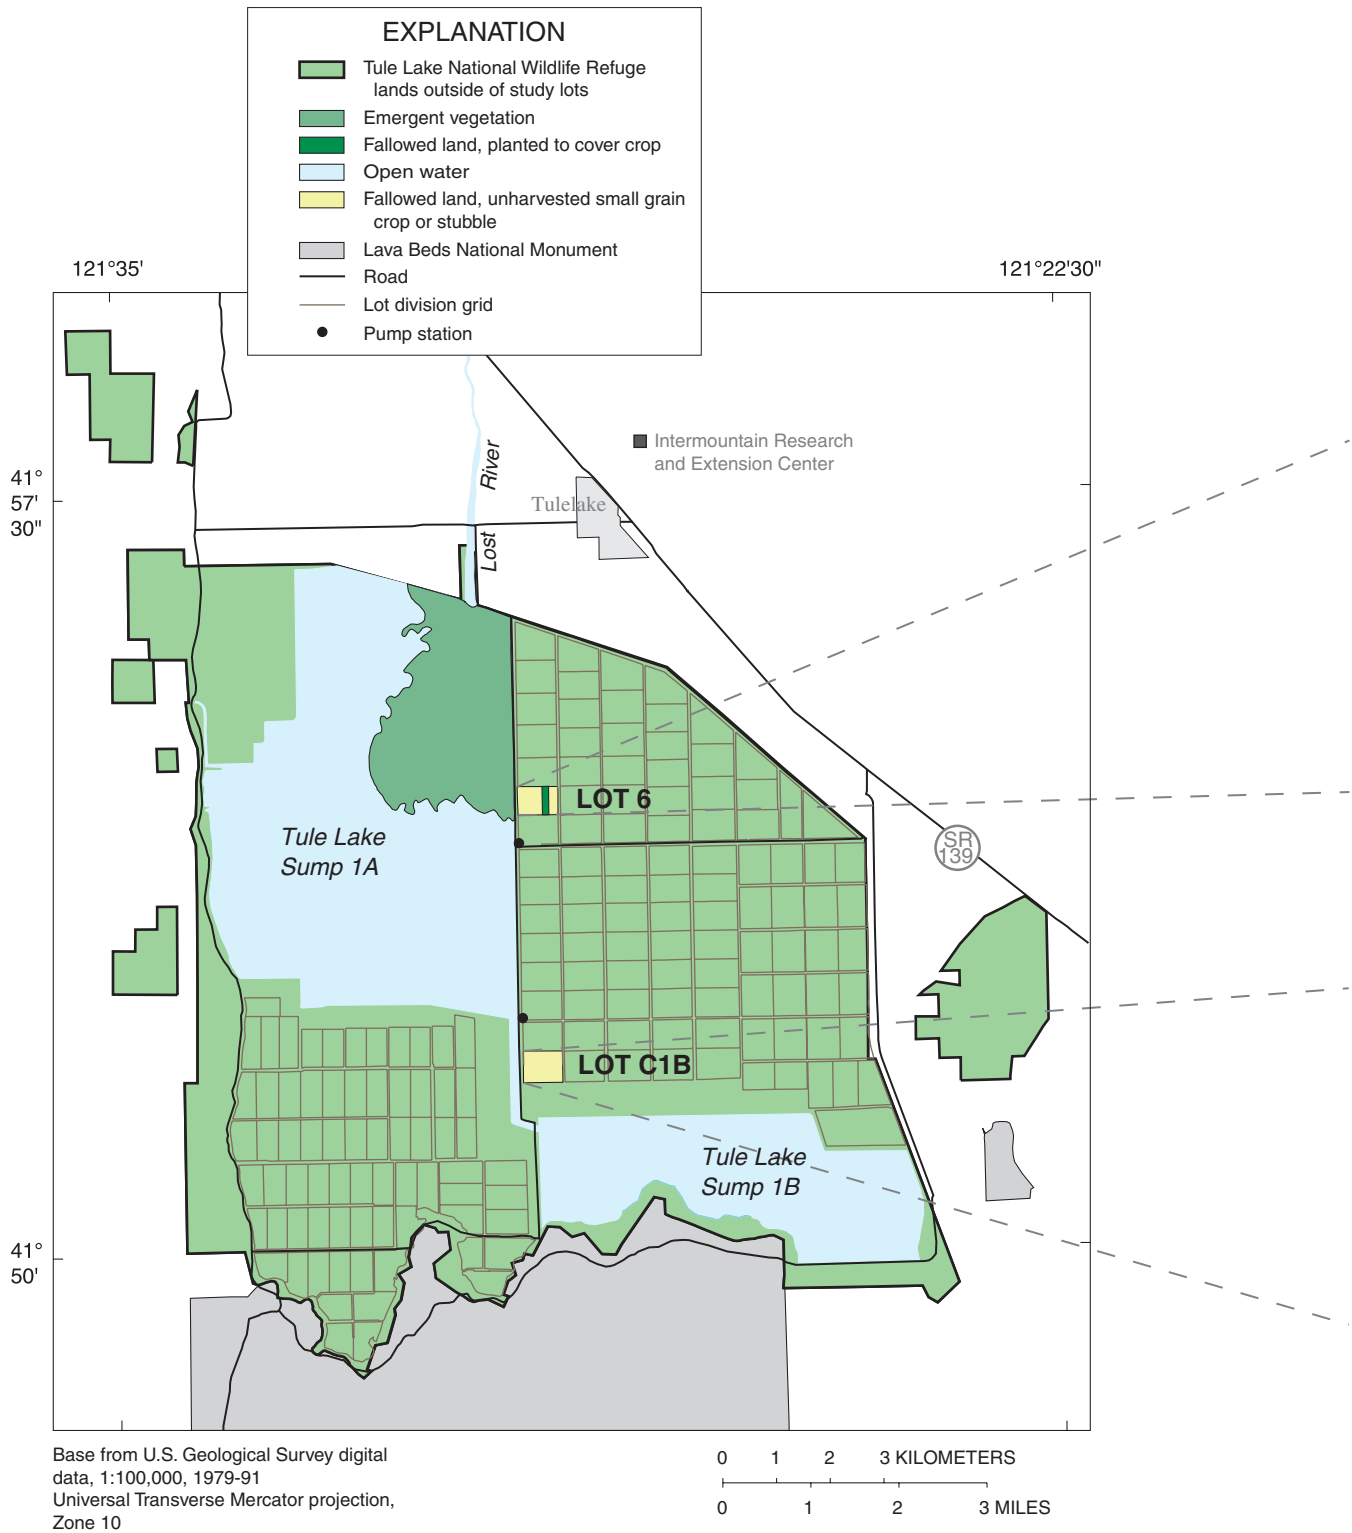 EXPLANATION
Tule Lake National Wildlife Refuge
lands outside of study lots
Emergent vegetation
Fallowed land, planted to cover crop
Open water
Fallowed land, unharvested small grain
crop or stubble
Lava Beds National Monument
Road
Lot division grid
Pump station
121°35'
121°22'30"
41°
57'
30"
Intermountain Research
and Extension Center
River
Lost
Tulelake
LOT 6
Tule Lake
Sump 1A
SR
139
LOT C1B
Tule Lake
Sump 1B
41°
50'
Base from U.S. Geological Survey digital
data, 1:100,000, 1979-91
Universal Transverse Mercator projection,
Zone 10
0 1 2 3 KILOMETERS
0 1 2 3 MILES